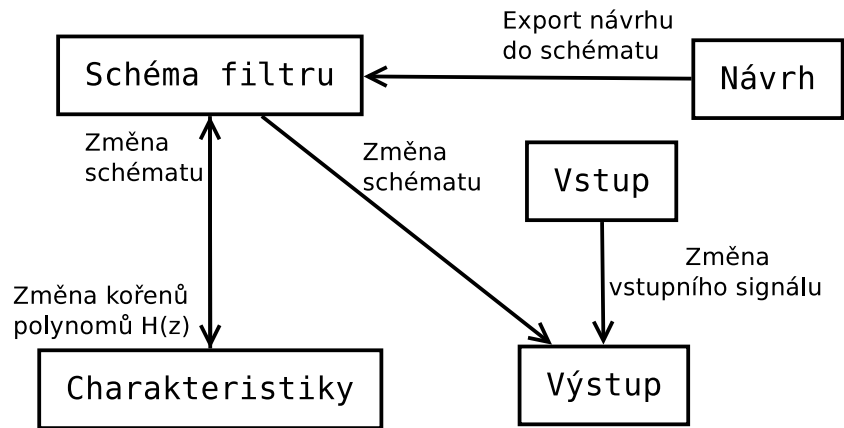 Export návrhu
do schématu
Schéma filtru
Návrh
Změna
schématu
Změna
schématu
Vstup
Změna
vstupního signálu
Změna kořenů
polynomů H(z)
Charakteristiky
Výstup